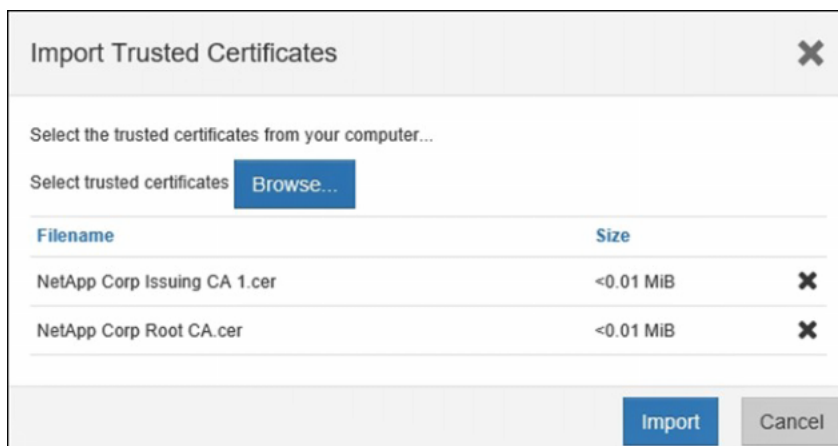 Import Trusted Certificates
Select the trusted certificates from your computer...
Select trusted certificates Browse...
Filename Size
NetApp Corp Issuing CA 1.cer <0.01 MiB
NetApp Corp Root CA.cer <0.01 MiB
Import Cancel